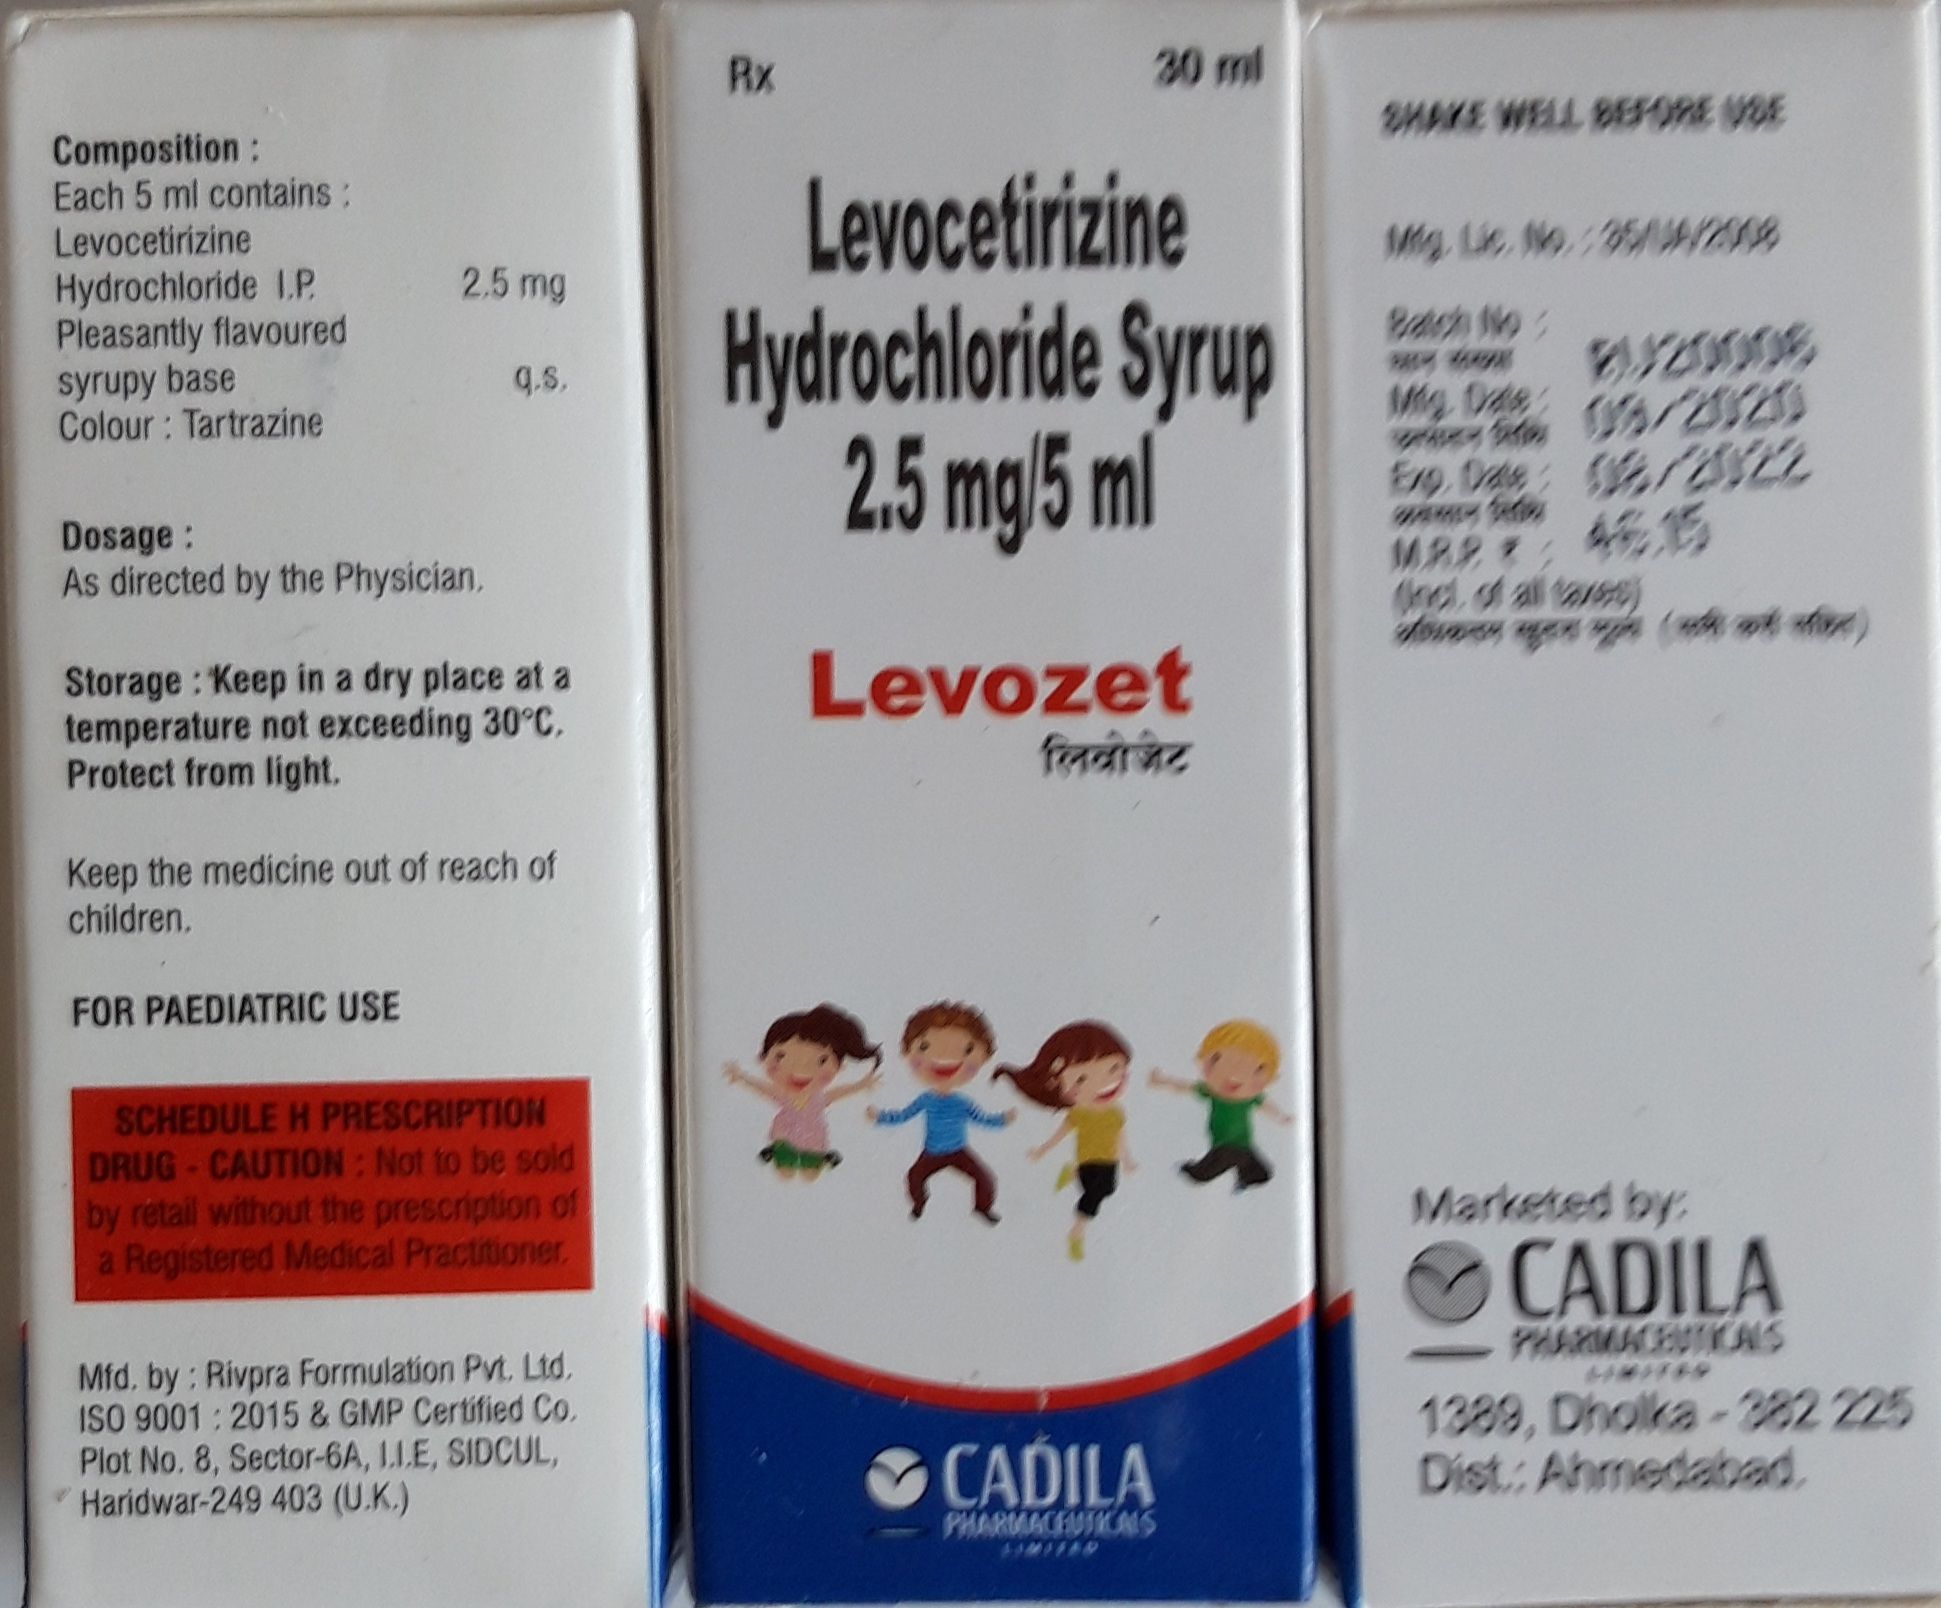 Composition :
Each 5 ml contains :
Levocetirizine
Hydrochloride I.P. 2.5 mg
Pleasantly flavoured
syrupy base q.s.
Colour : Tartrazine
Dosage :
As directed by the Physician.
Storage : Keep in a dry place at a
temperature not exceeding 30°C.
Protect from light.
Keep the medicine out of reach of
children.
FOR PAEDIATRIC USE
SCHEDULE H PRESCRIPTION
DRUG - CAUTION : Not to be sold
by retail without the prescription of
a Registered Medical Practitioner.
Mfd. by : Rivpra Formulation Pvt. Ltd.
ISO 9001 : 2015 & GMP Certified Co.
Plot No. 8, Sector-6A, I.I.E, SIDCUL,
Haridwar-249 403 (U.K.)
Rx 30 ml
Levocetirizine
Hydrochloride Syrup
2.5 mg/5 ml
Levozet
लिवोजेट
CADILA
PHARMACEUTICALS
LIMITED
SHAKE WELL BEFORE USE
Mfg. Lic. No. : 35/UA/2008
Batch No :
Mfg. Date :
Exp. Date :
M.R.P. ₹ :
(Incl. of all taxes)
Marketed by:
CADILA
PHARMACEUTICALS
LIMITED
1389, Dholka - 382 225
Dist.: Ahmedabad.